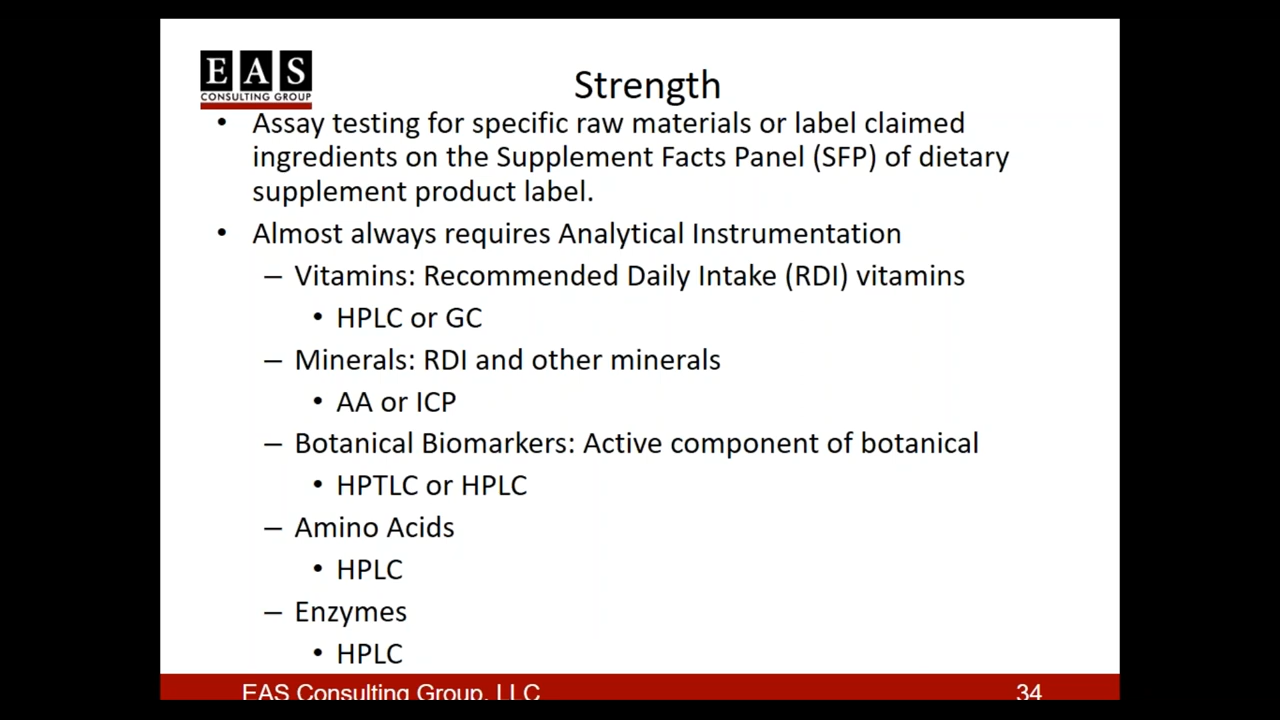 EAS
CONSULTING GROUP
Strength
• Assay testing for specific raw materials or label claimed
ingredients on the Supplement Facts Panel (SFP) of dietary
supplement product label.
• Almost always requires Analytical Instrumentation
– Vitamins: Recommended Daily Intake (RDI) vitamins
• HPLC or GC
– Minerals: RDI and other minerals
• AA or ICP
– Botanical Biomarkers: Active component of botanical
• HPTLC or HPLC
– Amino Acids
• HPLC
– Enzymes
• HPLC
EAS Consulting Group, LLC
34